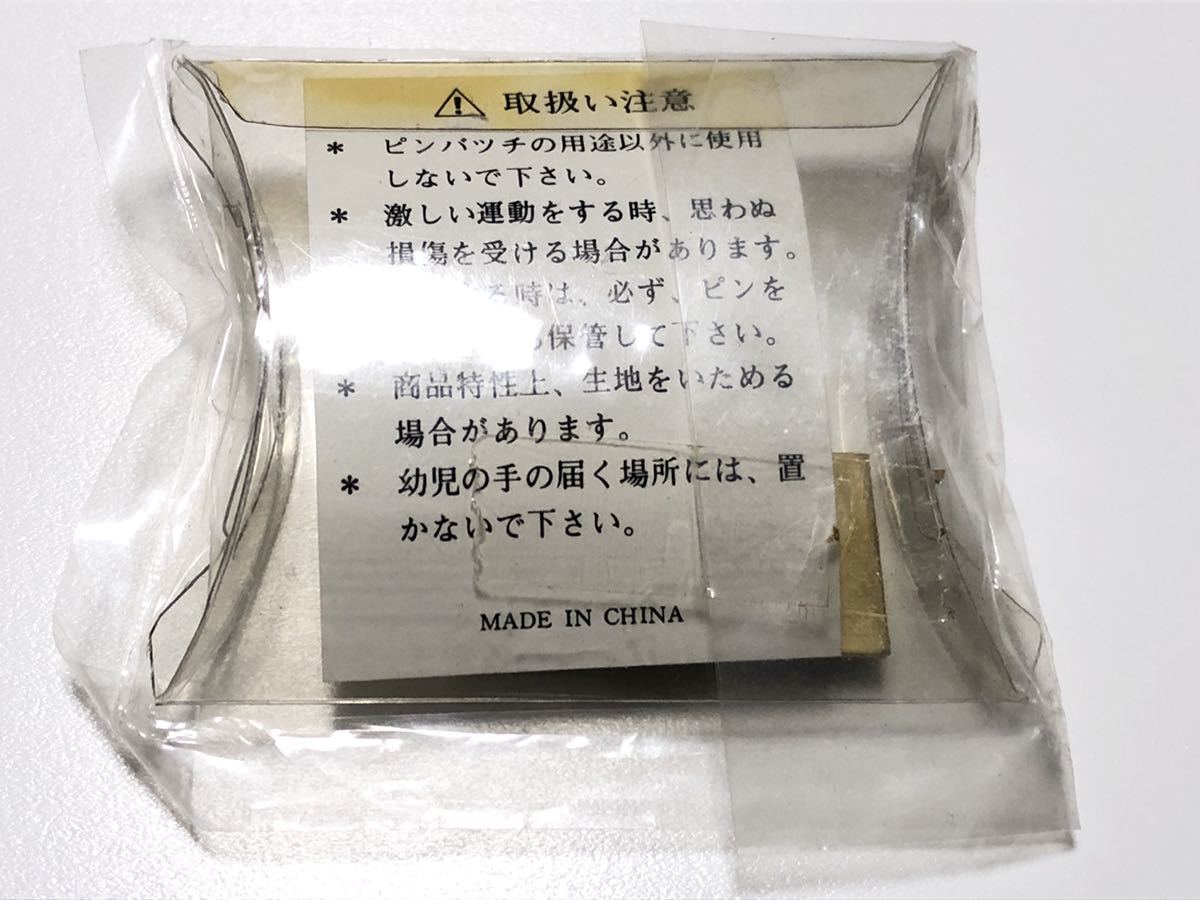 ⚠ 取扱い注意
* ピンバッチの用途以外に使用
しないで下さい。
* 激しい運動をする時、思わぬ
損傷を受ける場合があります。
時は、必ず、ピンを
保管して下さい。
* 商品特性上、生地をいためる
場合があります。
* 幼児の手の届く場所には、置
かないで下さい。
MADE IN CHINA